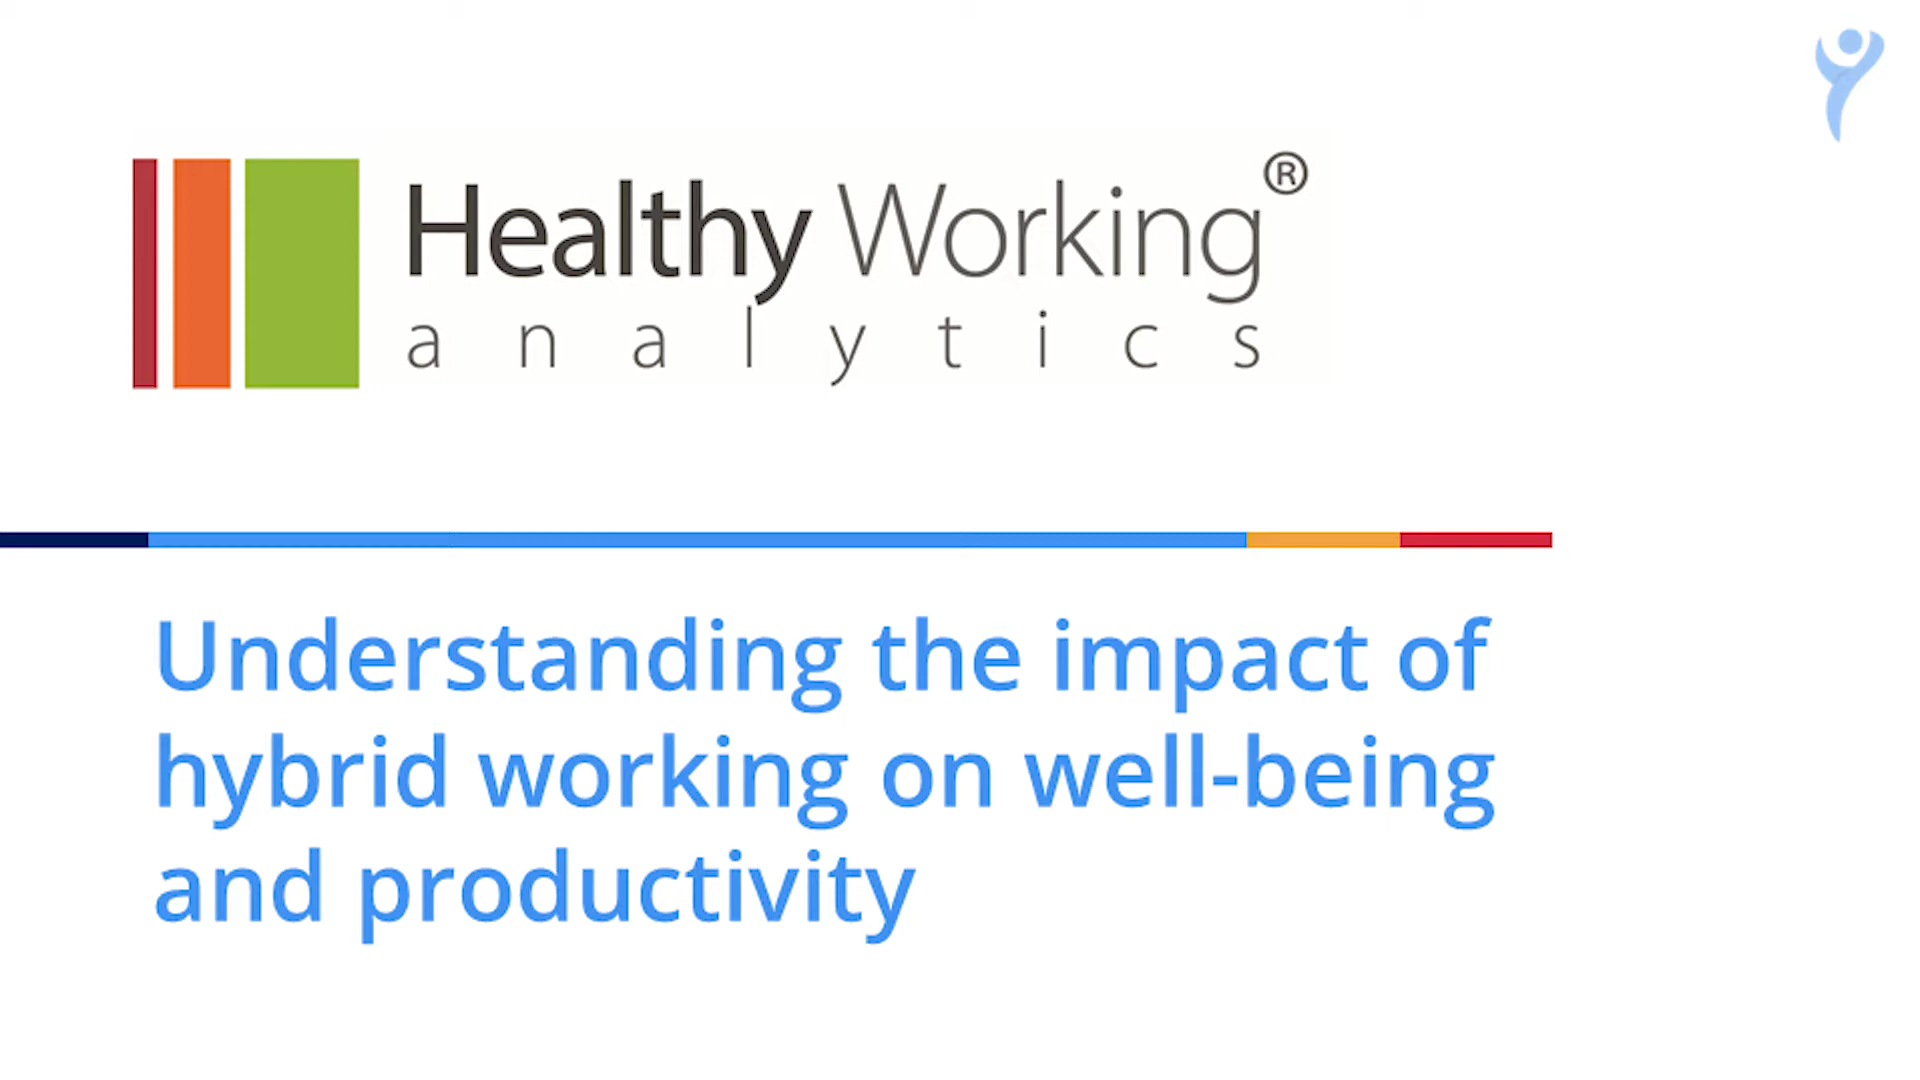 Healthy Working®
analytics
Understanding the impact of
hybrid working on well-being
and productivity